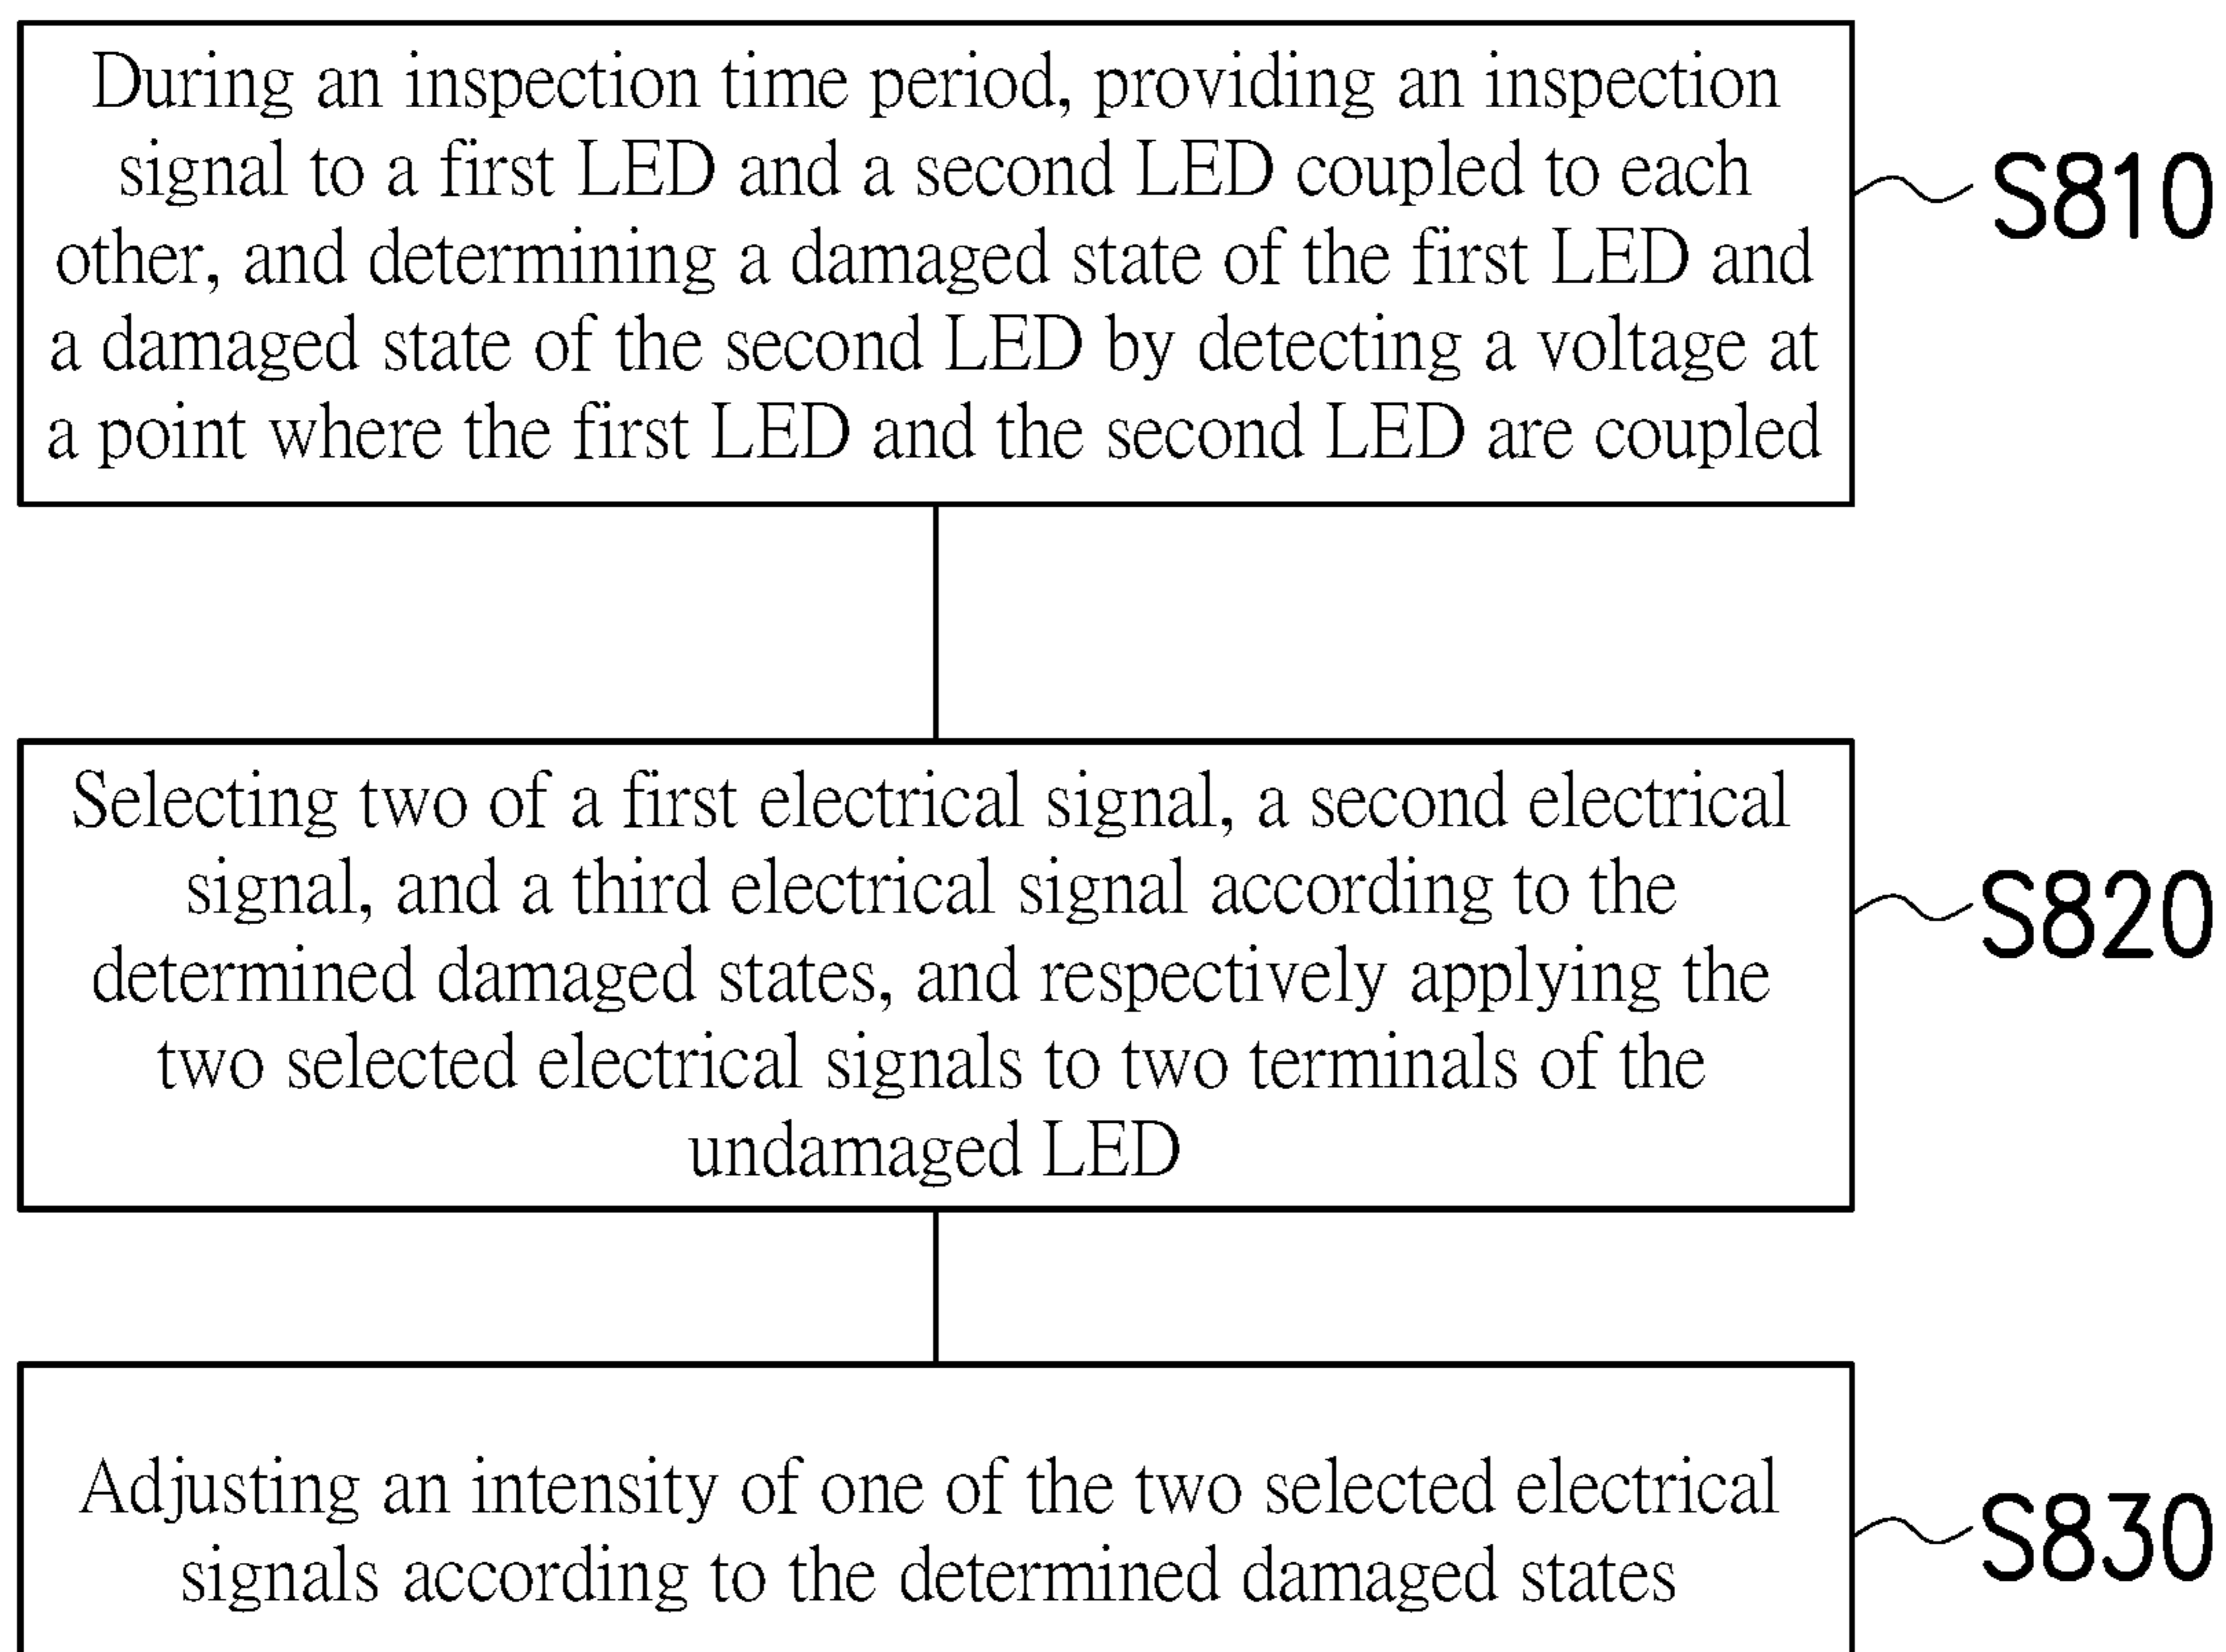 During an inspection time period, providing an inspection
signal to a first LED and a second LED coupled to each
other, and determining a damaged state of the first LED and
a damaged state of the second LED by detecting a voltage at
a point where the first LED and the second LED are coupled
S810
Selecting two of a first electrical signal, a second electrical
signal, and a third electrical signal according to the
determined damaged states, and respectively applying the
two selected electrical signals to two terminals of the
undamaged LED
S820
Adjusting an intensity of one of the two selected electrical
signals according to the determined damaged states
S830